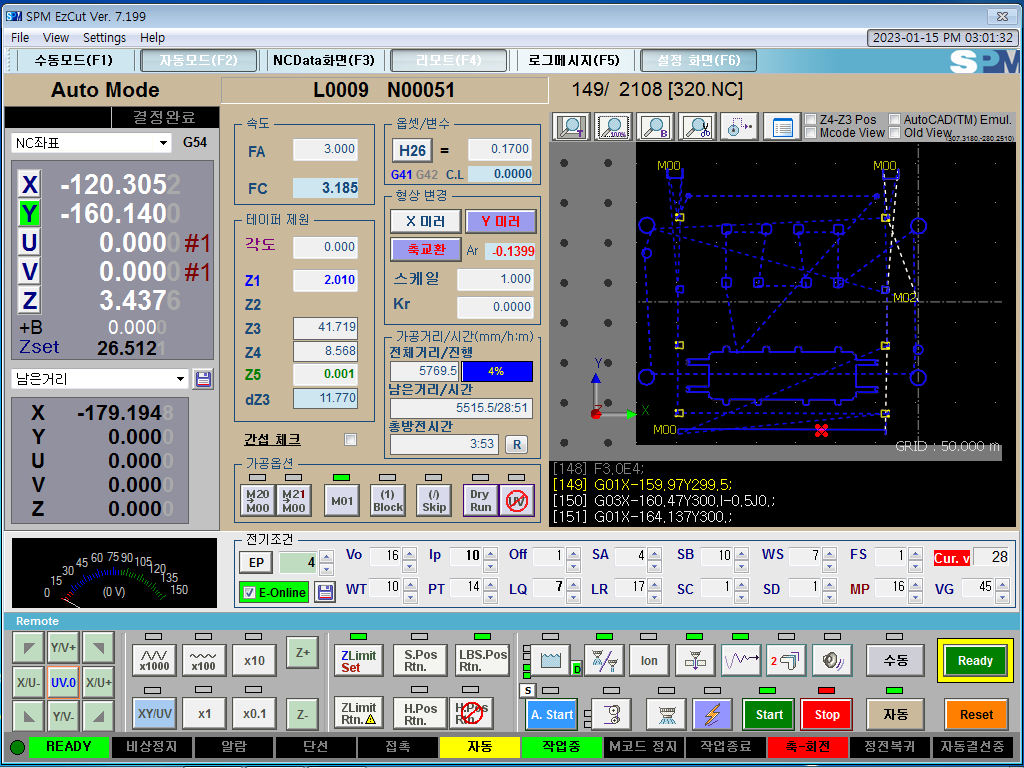 SPM EzCut Ver. 7.199
File View Settings Help
2023-01-15 PM 03:01:32
수동모드(F1) 자동모드(F2) NCData화면(F3) 리모트(F4) 로그메시지(F5) 설정 화면(F6)
SPM
Auto Mode L0009 N00051 149/ 2108 [320.NC]
결정완료
NC좌표 G54
X -120.3052
Y -160.1400
U 0.0000 #1
V 0.0000 #1
Z 3.4376
+B 0.0000
Zset 26.5121
남은거리
X -179.1948
Y 0.0000
U 0.0000
V 0.0000
Z 0.0000
속도
FA 3.000
FC 3.185
테이퍼 제원
각도 0.000
Z1 2.010
Z2
Z3 41.719
Z4 8.568
Z5 0.001
dZ3 11.770
간섭 체크
옵셋/변수
H26 = 0.1700
G41 G42 C.L 0.0000
형상 변경
X 미러 Y 미러
축교환 Ar -0.1399
스케일 1.000
Kr 0.0000
가공거리/시간(mm/h:m)
전체거리/진행
5769.5 4%
남은거리/시간
5515.5/28:51
총방전시간
3:53 R
가공옵션
M20 M00 M21 M00 M01 (1) Block (/) Skip Dry Run UV
T 100% B
Z4-Z3 Pos AutoCAD(TM) Emul.
Mcode View Old View
(307.3180,-280.2510)
M00 M00
M02
M00
Y
X
Z
GRID : 50.000 m
[148] F3,0E4;
[149] G01X-159,97Y299,5;
[150] G03X-160,47Y300,I-0,5J0,;
[151] G01X-164,137Y300,;
0 15 30 45 60 75 90 105 120 135 150
(0 V)
전기조건
EP 4 Vo 16 Ip 10 Off 1 SA 4 SB 10 WS 7 FS 1 Cur. v 28
E-Online WT 10 PT 14 LQ 7 LR 17 SC 1 SD 1 MP 16 VG 45
Remote
Y/V+
X/U- UV.0 X/U+
Y/V-
x1000 x100 x10 Z+
XY/UV x1 x0.1 Z-
ZLimit Set S.Pos Rtn. LBS.Pos Rtn.
ZLimit Rtn. H.Pos Rtn. H.Pos Rtn.
D Ion 2 수동 Ready
S A. Start Start Stop 자동 Reset
READY 비상정지 알람 단선 접촉 자동 작업중 M코드 정지 작업종료 축-회전 정전복귀 자동결선중